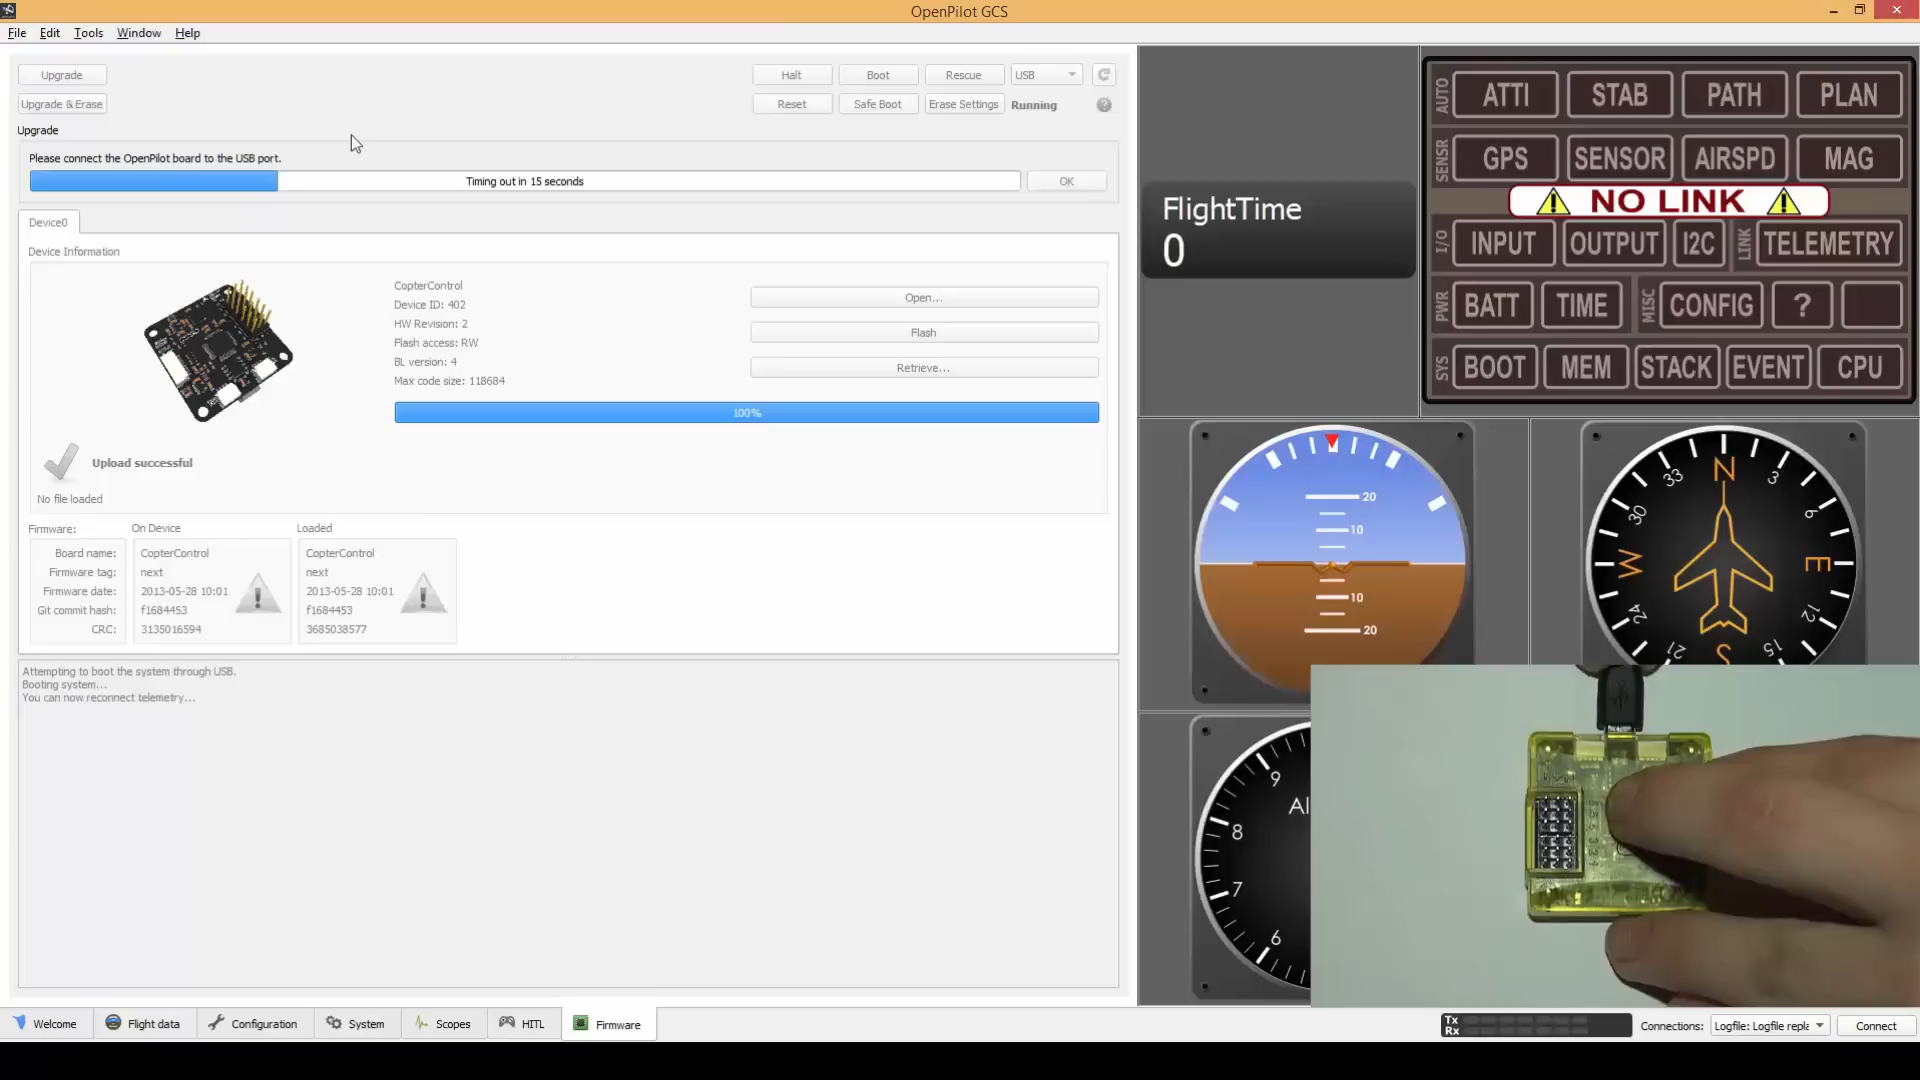 OpenPilot GCS
File Edit Tools Window Help
Upgrade Halt Boot Rescue USB
Upgrade & Erase Reset Safe Boot Erase Settings Running ?
Upgrade
Please connect the OpenPilot board to the USB port.
Timing out in 15 seconds OK
Device0
Device Information
CopterControl
Device ID: 402
HW Revision: 2
Flash access: RW
BL version: 4
Max code size: 118684
Open...
Flash
Retrieve...
100%
Upload successful
No file loaded
Firmware: On Device Loaded
Board name: CopterControl CopterControl
Firmware tag: next next
Firmware date: 2013-05-28 10:01 2013-05-28 10:01
Git commit hash: f1684453 f1684453
CRC: 3135016594 3685038577
Attempting to boot the system through USB.
Booting system...
You can now reconnect telemetry...
FlightTime
0
AUTO ATTI STAB PATH PLAN
SENSR GPS SENSOR AIRSPD MAG
NO LINK
I/O INPUT OUTPUT I2C LINK TELEMETRY
PWR BATT TIME MISC CONFIG ?
SYS BOOT MEM STACK EVENT CPU
20
10
10
20
N 3 6 E 12 15 S 21 24 W 30 33
9
8
7
6
Al
Welcome Flight data Configuration System Scopes HITL Firmware
Tx
Rx
Connections: Logfile: Logfile repla Connect